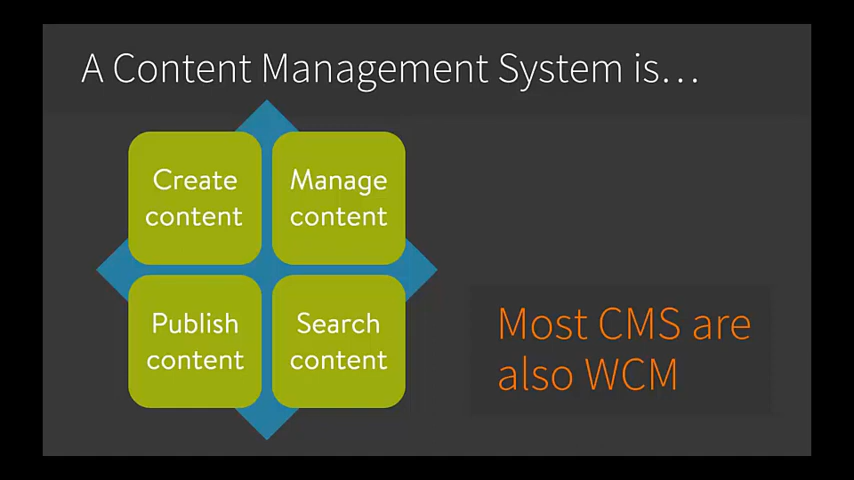 A Content Management System is…
Create
content
Manage
content
Publish
content
Search
content
Most CMS are
also WCM